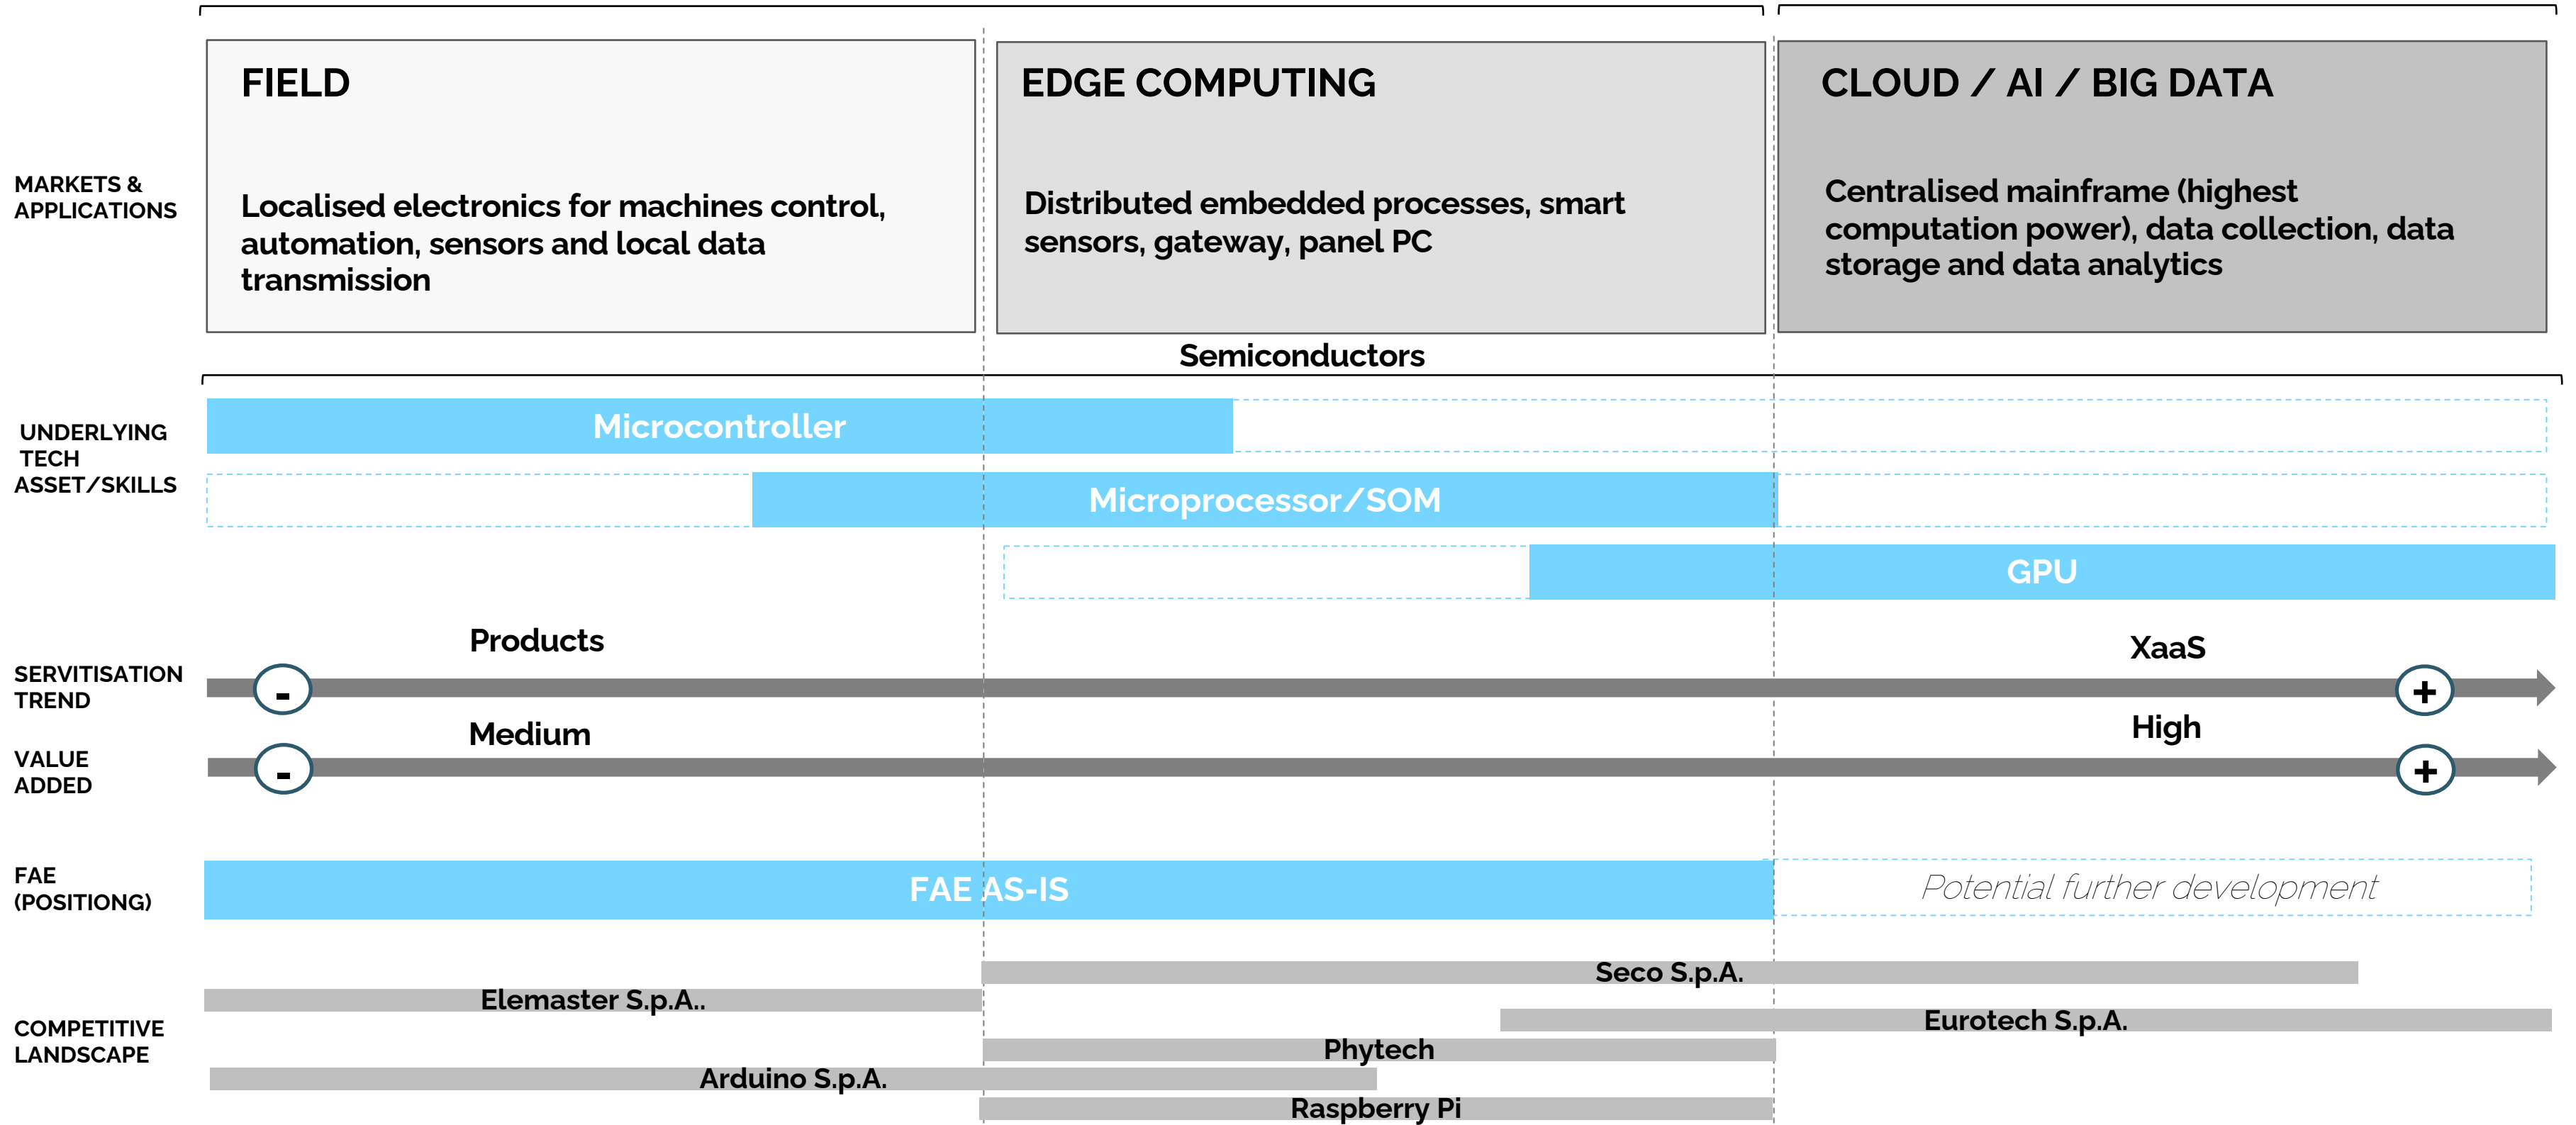 FIELD
EDGE COMPUTING
CLOUD / AI / BIG DATA
MARKETS &
APPLICATIONS
Localised electronics for machines control,
automation, sensors and local data
transmission
Distributed embedded processes, smart
sensors, gateway, panel PC
Centralised mainframe (highest
computation power), data collection, data
storage and data analytics
Semiconductors
UNDERLYING
TECH
ASSET/SKILLS
Microcontroller
Microprocessor/SOM
GPU
Products
XaaS
SERVITISATION
TREND
-
+
Medium
High
VALUE
ADDED
-
+
FAE
(POSITIONG)
FAE AS-IS
Potential further development
COMPETITIVE
LANDSCAPE
Seco S.p.A.
Elemaster S.p.A..
Eurotech S.p.A.
Phytech
Arduino S.p.A.
Raspberry Pi